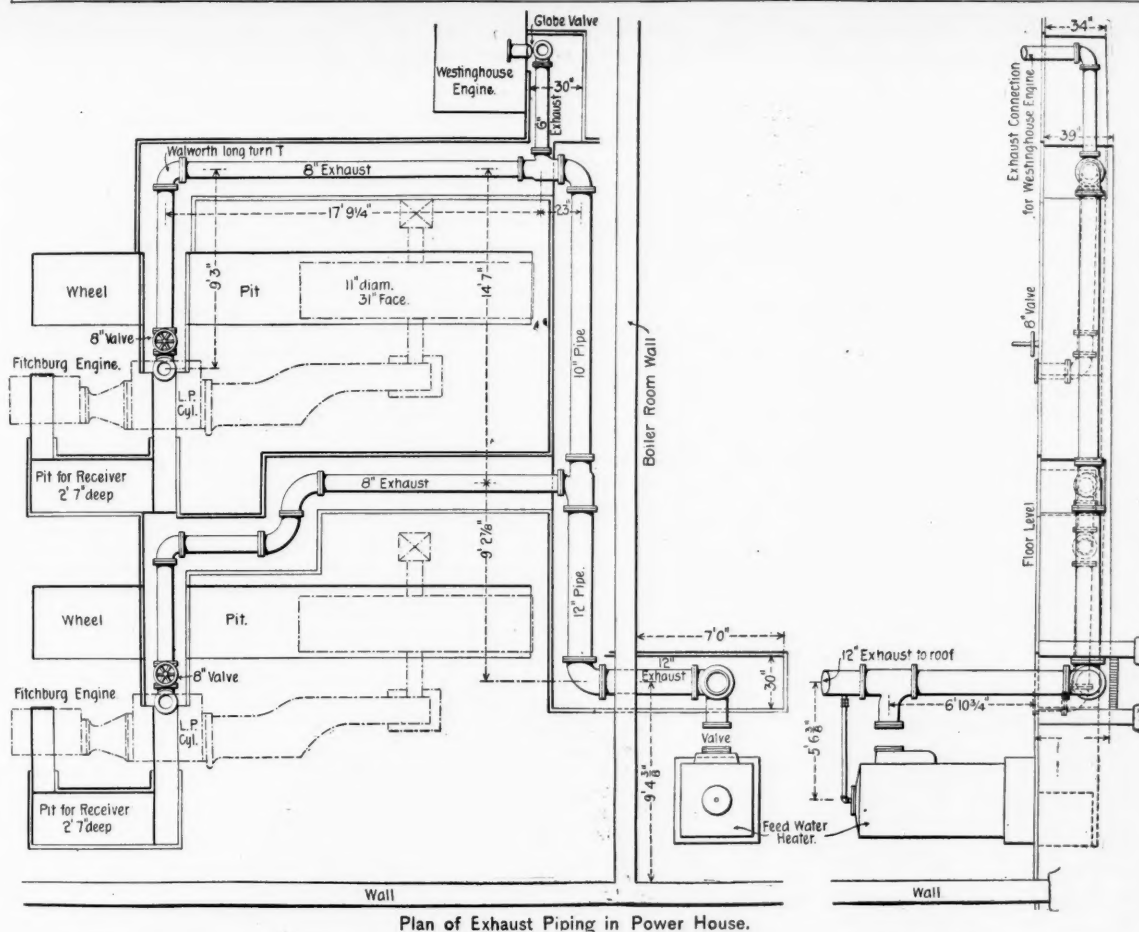 Globe Valve
Westinghouse
Engine.
30"
6"
Exhaust
Walworth long turn T
8" Exhaust
17' 9¼"
23"
9' 3"
14' 7"
Wheel
Pit
11" diam.
31" Face.
8" Valve
Fitchburg Engine.
L.P.
Cyl.
10" Pipe
Boiler Room Wall
Pit for Receiver
2' 7" deep
8" Exhaust
9' 2⅞"
12" Pipe.
Wheel
Pit.
8" Valve
Fitchburg Engine
L.P.
Cyl.
Pit for Receiver
2' 7" deep
7' 0"
12"
Exhaust
30"
Valve
9' 4⅜"
Feed Water
Heater.
34"
Exhaust Connection
for Westinghouse Engine
39"
8" Valve
Floor Level
12" Exhaust to roof
6' 10¾"
5' 6⅜"
Wall
Wall
Plan of Exhaust Piping in Power House.